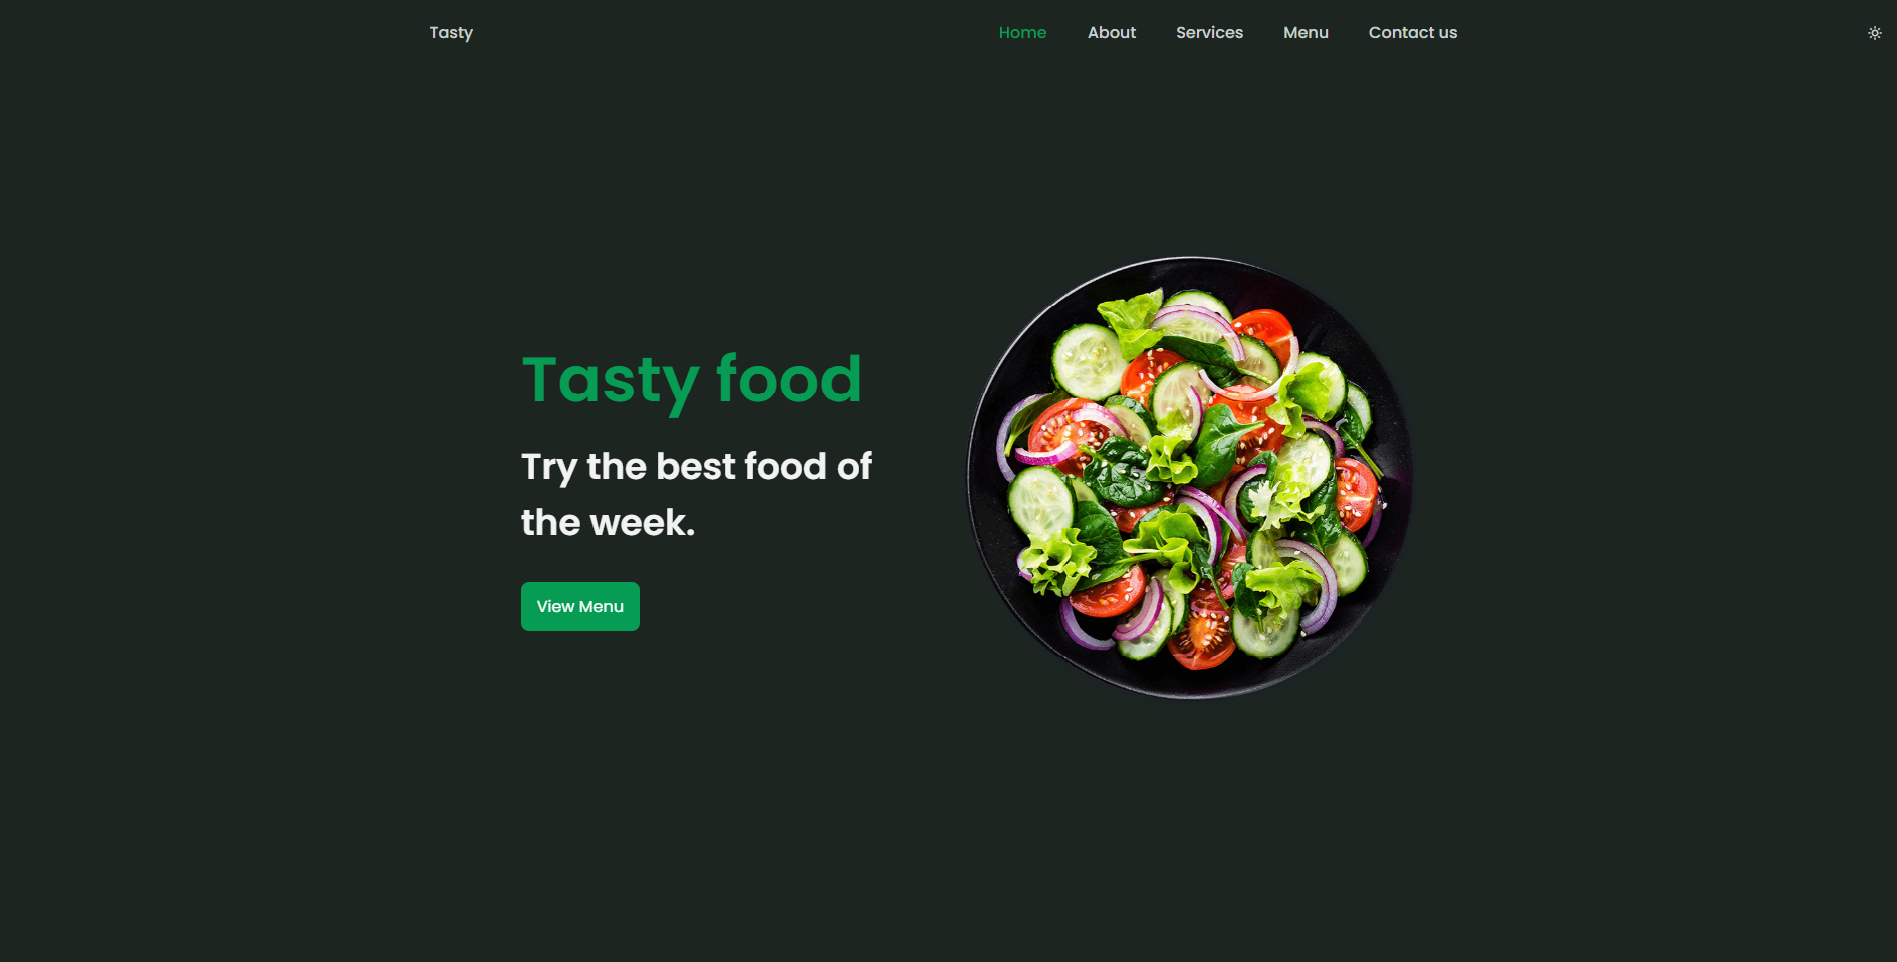 Tasty
Home About Services Menu Contact us
Tasty food
Try the best food of
the week.
View Menu